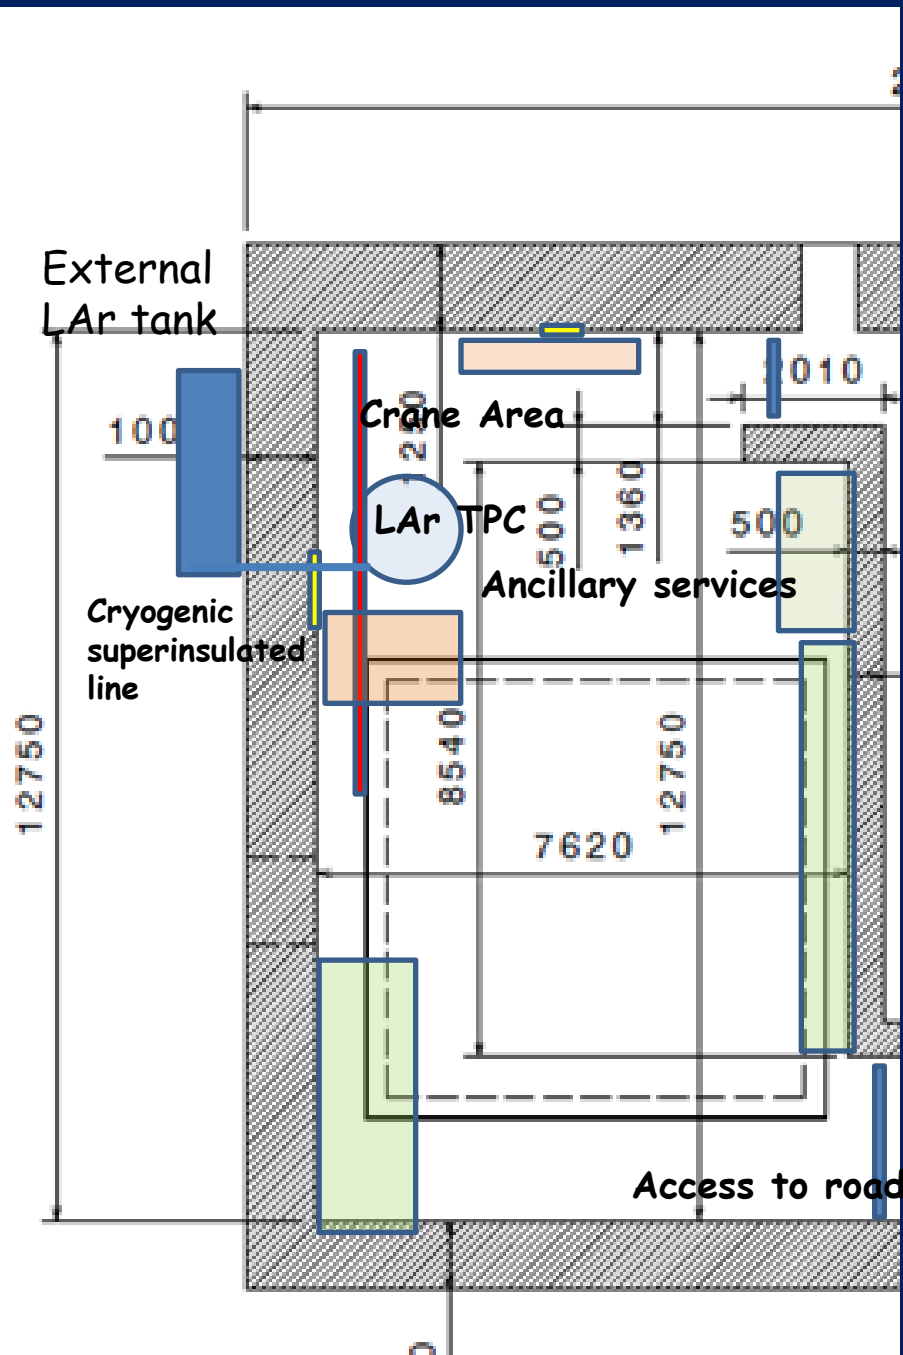 External
LAr tank
2010
Crane Area
100
1360
500
LAr TPC
500
Ancillary services
Cryogenic
superinsulated
line
12750
8540
12750
7620
Access to road